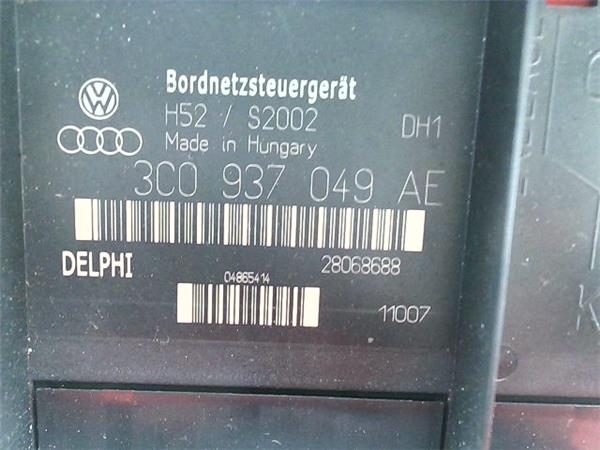 Bordnetzsteuergerät
H52 / S2002 DH1
Made in Hungary
3C0 937 049 AE
DELPHI 28068688
04865414
11007